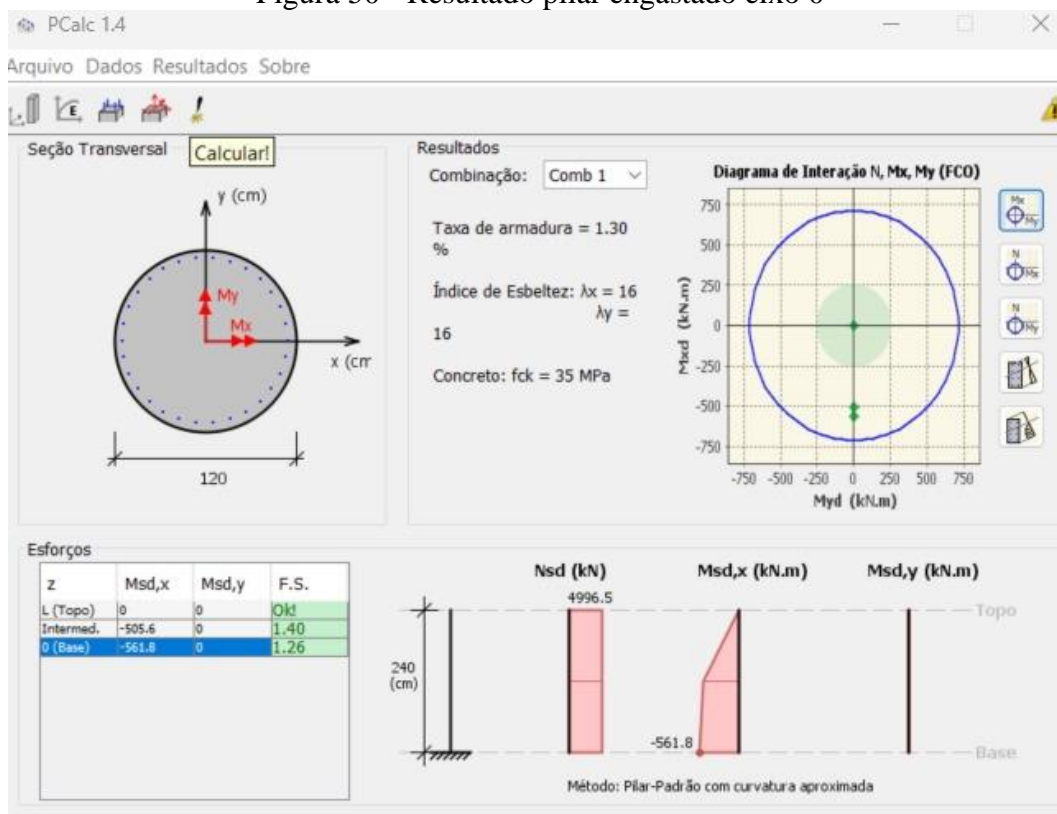 Figura 50 - Resultado pilar engastado eixo 6
PCalc 1.4
Arquivo Dados Resultados Sobre
Calcular!
Seção Transversal
y (cm)
My
Mx
x (cm
120
Resultados
Combinação: Comb 1
Taxa de armadura = 1.30
%
Índice de Esbeltez: λx = 16
λy =
16
Concreto: fck = 35 MPa
Diagrama de Interação N, Mx, My (FCO)
Mxd (kN.m)
750
500
250
0
-250
-500
-750
-750 -500 -250 0 250 500 750
Myd (kN.m)
Mx
My
N
Mx
N
My
Esforços
z Msd,x Msd,y F.S.
L (Topo) 0 0 Ok!
Intermed. -505.6 0 1.40
0 (Base) -561.8 0 1.26
240
(cm)
Nsd (kN) Msd,x (kN.m) Msd,y (kN.m)
4996.5
Topo
-561.8
Base
Método: Pilar-Padrão com curvatura aproximada